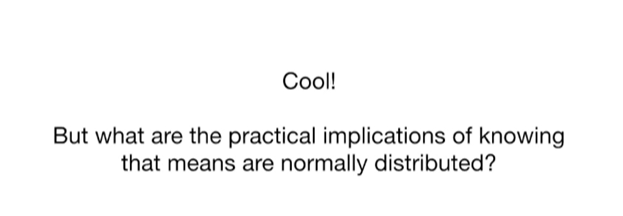 Cool!
But what are the practical implications of knowing
that means are normally distributed?